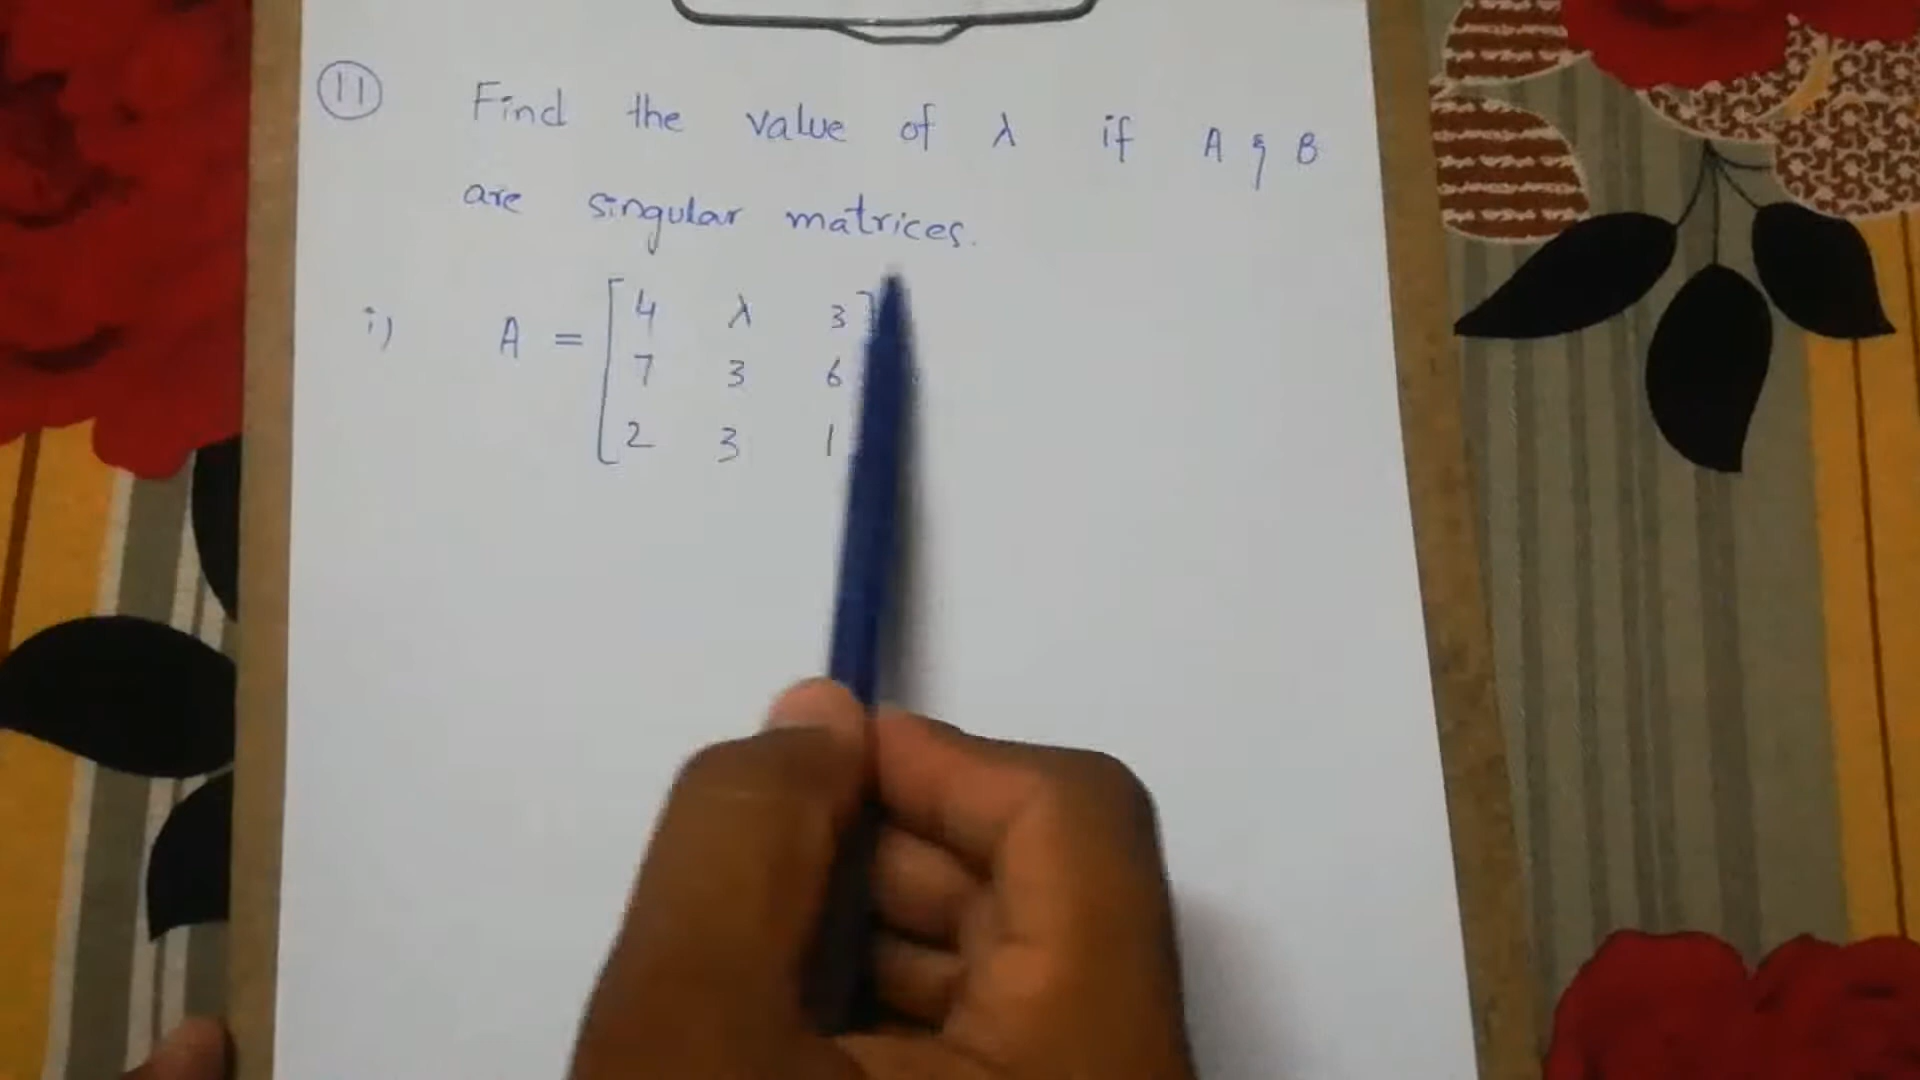 11 Find the value of λ if A & B
are singular matrices.
i) A = [ 4 λ 3 ]
7 3 6
2 3 1